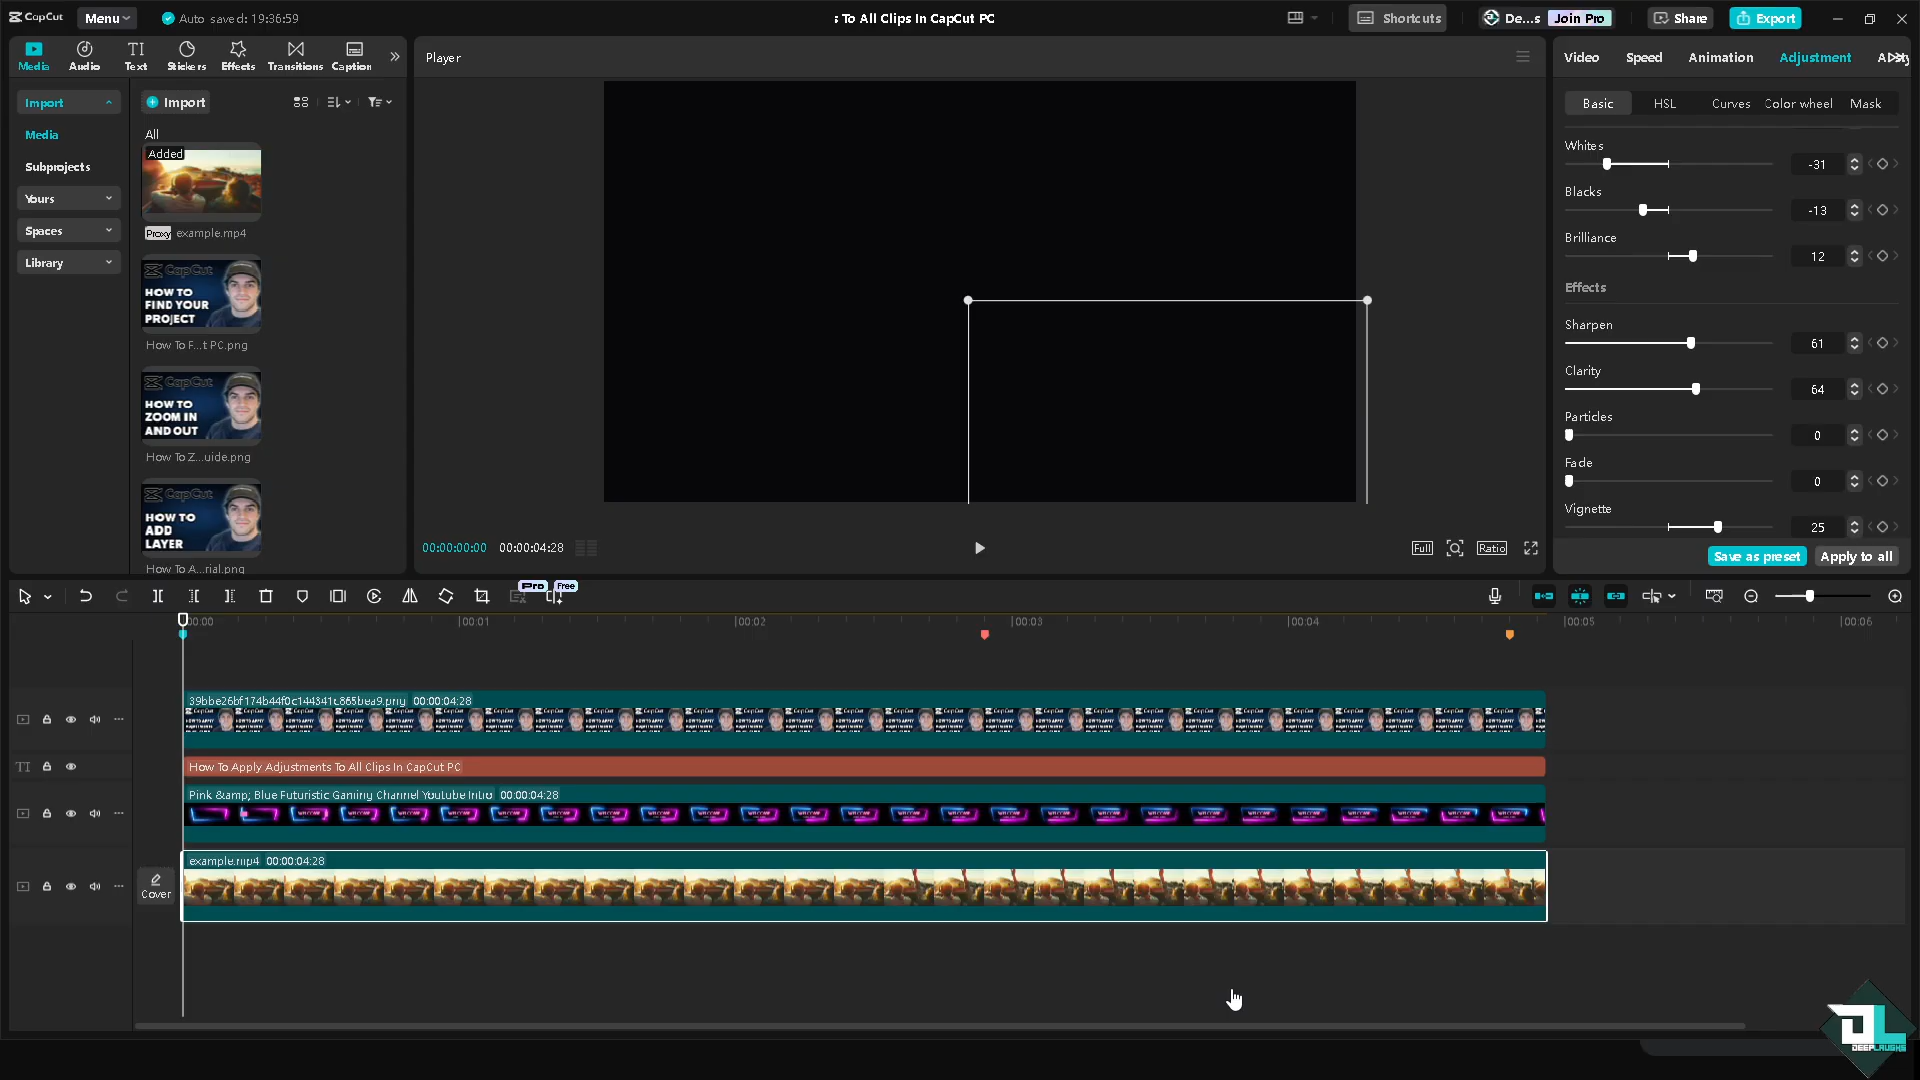 CapCut
Menu
Auto saved: 19:36:59
: To All Clips In CapCut PC
Shortcuts
De...s
Join Pro
Share
Export
Media
Audio
Text
Stickers
Effects
Transitions
Caption
Player
Video
Speed
Animation
Adjustment
Import
Media
Subprojects
Yours
Spaces
Library
Import
All
Added
Proxy
example.mp4
CapCut
HOW TO
FIND YOUR
PROJECT
How To F...t PC.png
CapCut
HOW TO
ZOOM IN
AND OUT
How To Z...uide.png
CapCut
HOW TO
ADD
LAYER
How To A...rial.png
00:00:00:00
00:00:04:28
Full
Ratio
Basic
HSL
Curves
Color wheel
Mask
Whites
-31
Blacks
-13
Brilliance
12
Effects
Sharpen
61
Clarity
64
Particles
0
Fade
0
Vignette
25
Save as preset
Apply to all
Pro
Free
00:00
00:01
00:02
00:03
00:04
00:05
00:06
00:00:04:28
How To Apply Adjustments To All Clips In CapCut PC
Pink &amp; Blue Futuristic Gaming Channel Youtube Intro 00:00:04:28
Cover
example.mp4 00:00:04:28
DL
DEEPLAUGHS